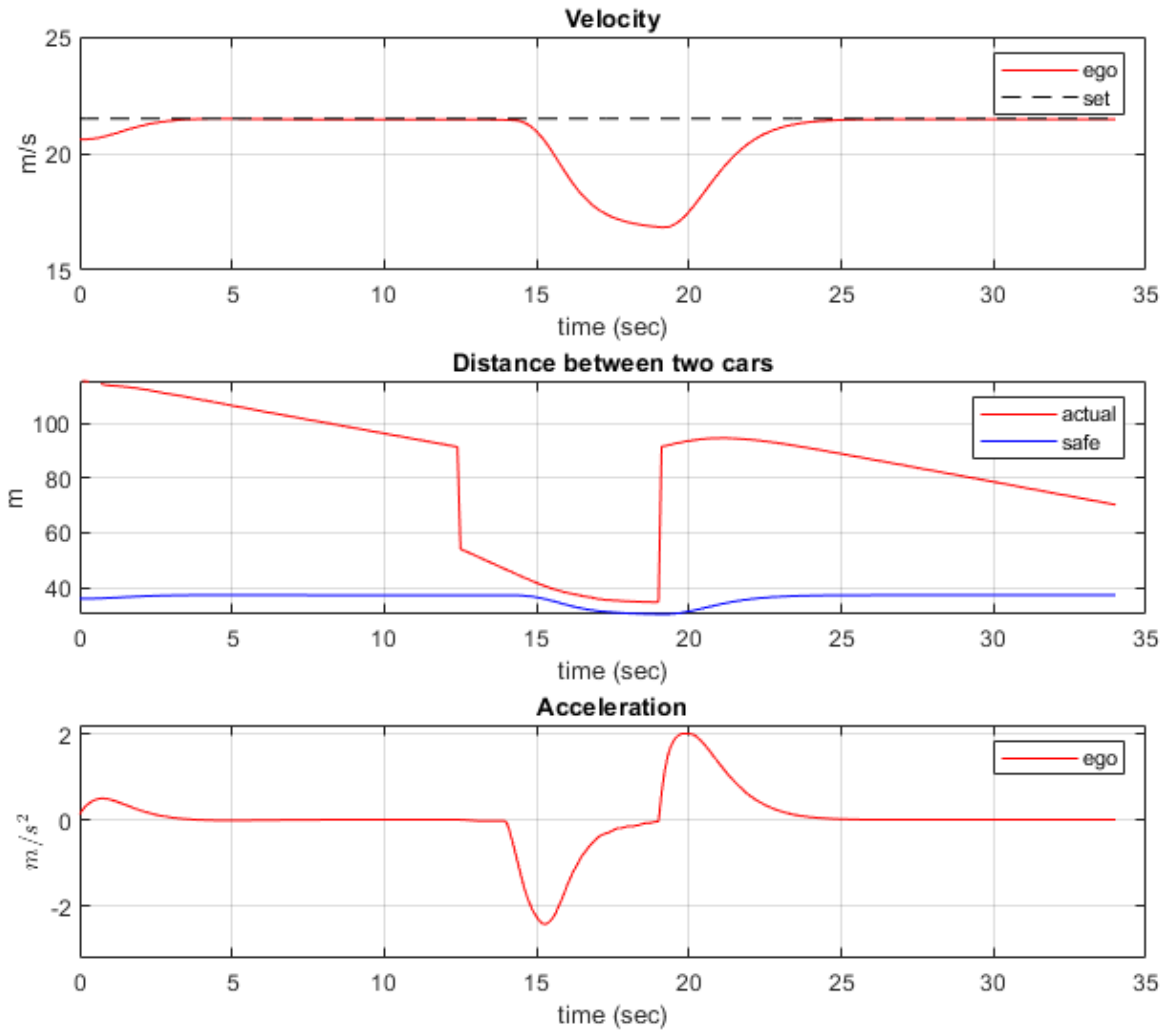 Velocity
25
20
15
m/s
ego
set
0 5 10 15 20 25 30 35
time (sec)
Distance between two cars
100
80
60
40
m
actual
safe
0 5 10 15 20 25 30 35
time (sec)
Acceleration
2
0
-2
m/s²
ego
0 5 10 15 20 25 30 35
time (sec)